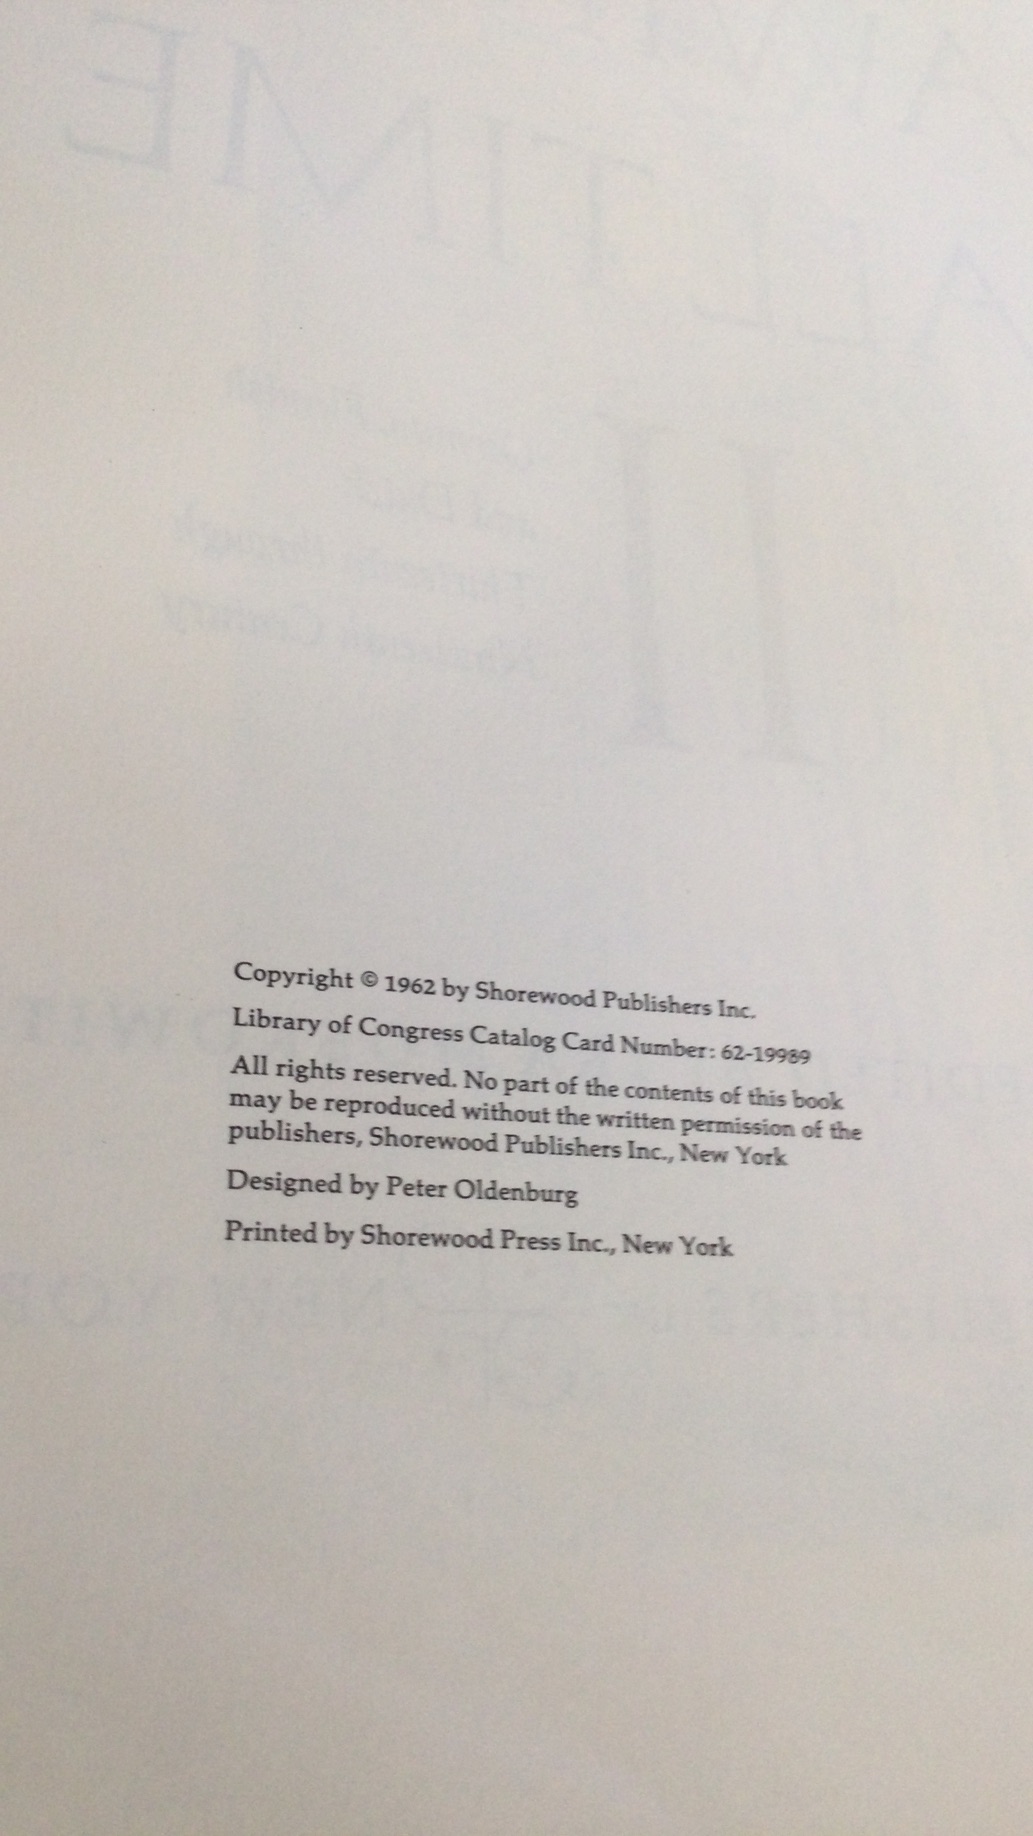 Copyright © 1962 by Shorewood Publishers Inc.
Library of Congress Catalog Card Number: 62-19989
All rights reserved. No part of the contents of this book
may be reproduced without the written permission of the
publishers, Shorewood Publishers Inc., New York
Designed by Peter Oldenburg
Printed by Shorewood Press Inc., New York